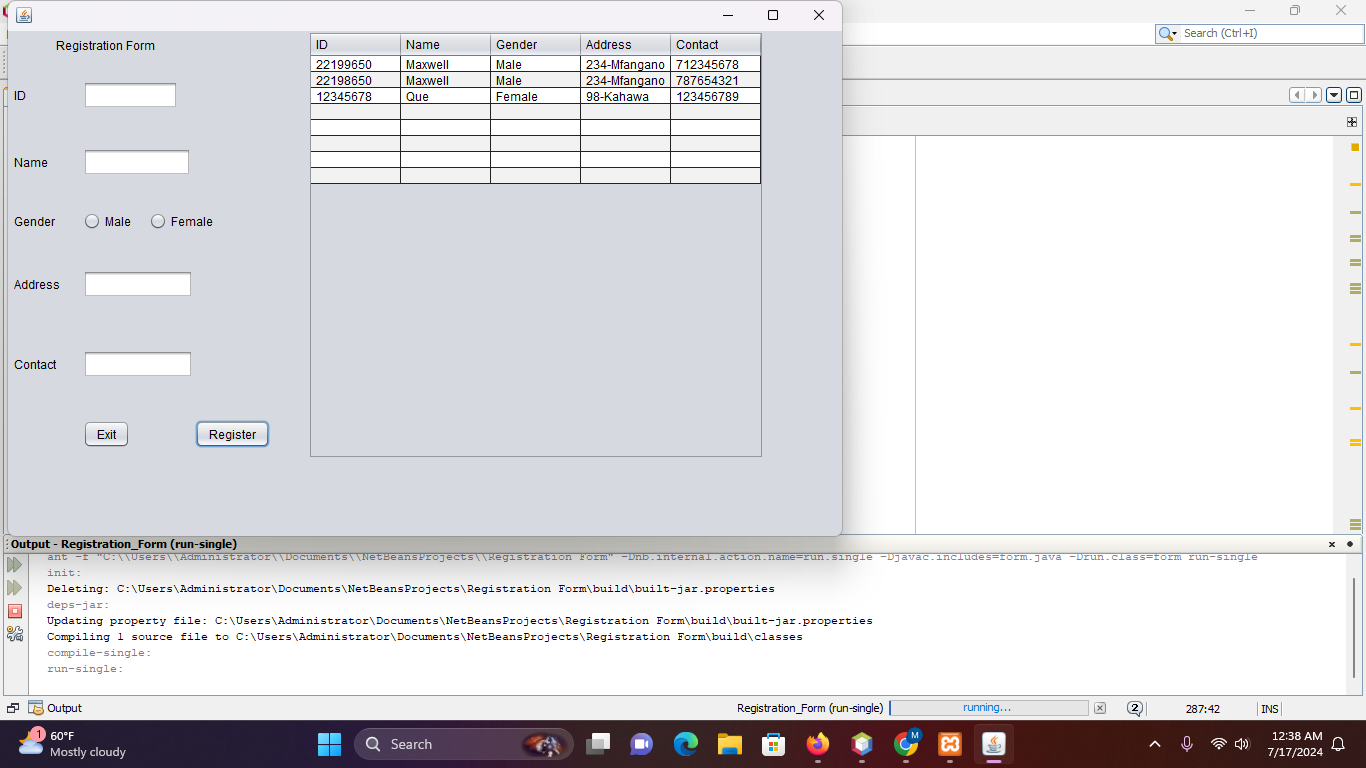 Registration Form
ID
Name
Gender
Male
Female
Address
Contact
Exit
Register
ID Name Gender Address Contact
22199650 Maxwell Male 234-Mfangano 712345678
22198650 Maxwell Male 234-Mfangano 787654321
12345678 Que Female 98-Kahawa 123456789
Search (Ctrl+I)
Output - Registration_Form (run-single)
ant -f "C:\\Users\\Administrator\\Documents\\NetBeansProjects\\Registration Form" -Dnb.internal.action.name=run.single -Djavac.includes=form.java -Drun.class=form run-single
init:
Deleting: C:\Users\Administrator\Documents\NetBeansProjects\Registration Form\build\built-jar.properties
deps-jar:
Updating property file: C:\Users\Administrator\Documents\NetBeansProjects\Registration Form\build\built-jar.properties
Compiling 1 source file to C:\Users\Administrator\Documents\NetBeansProjects\Registration Form\build\classes
compile-single:
run-single:
Output
Registration_Form (run-single)
running...
2
287:42
INS
1
60°F
Mostly cloudy
Search
M
12:38 AM
7/17/2024